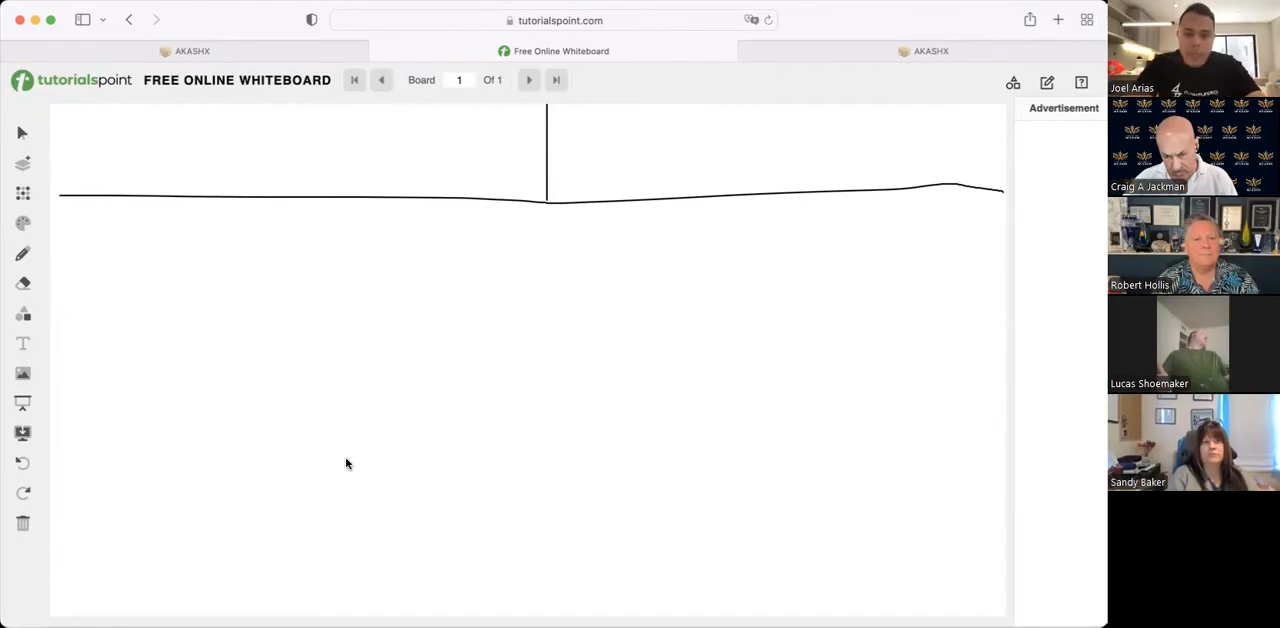 tutorialspoint.com
AKASHX
Free Online Whiteboard
AKASHX
tutorialspoint FREE ONLINE WHITEBOARD Board 1 Of 1
Advertisement
Joel Arias
Craig A Jackman
Robert Hollis
Lucas Shoemaker
Sandy Baker